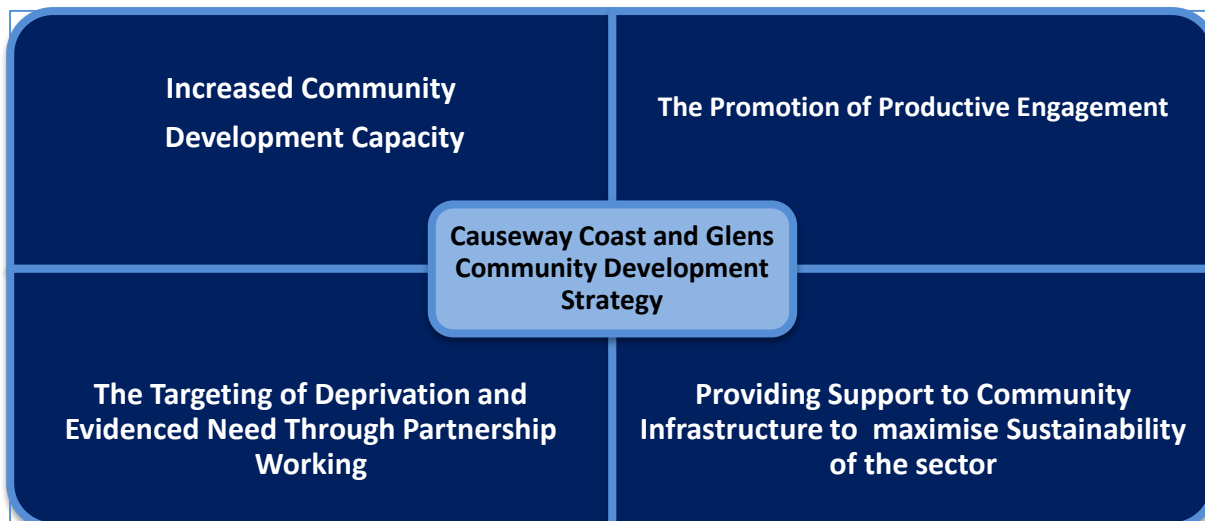 Increased Community
Development Capacity
The Promotion of Productive Engagement
Causeway Coast and Glens
Community Development
Strategy
The Targeting of Deprivation and
Evidenced Need Through Partnership
Working
Providing Support to Community
Infrastructure to  maximise Sustainability
of the sector